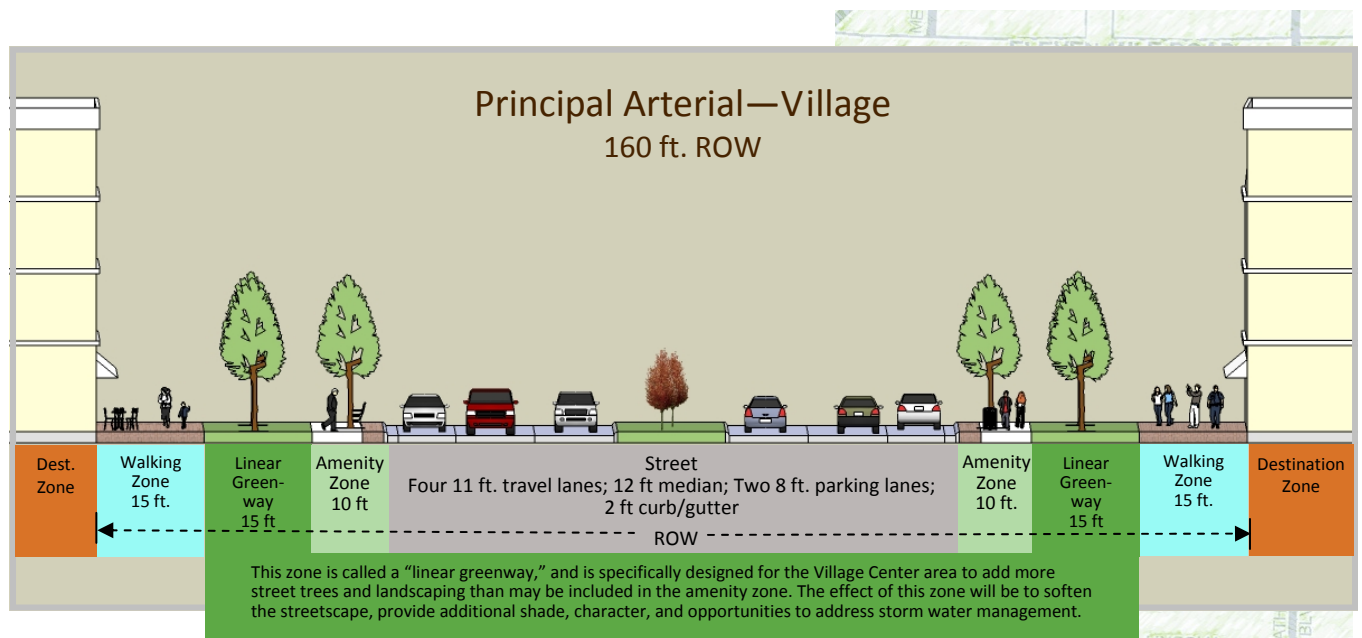 Principal Arterial—Village
160 ft. ROW
Dest.
Zone
Walking
Zone
15 ft.
Linear
Green-
way
15 ft
Amenity
Zone
10 ft
Street
Four 11 ft. travel lanes; 12 ft median; Two 8 ft. parking lanes;
2 ft curb/gutter
ROW
Amenity
Zone
10 ft.
Linear
Green-
way
15 ft
Walking
Zone
15 ft.
Destination
Zone
This zone is called a “linear greenway,” and is specifically designed for the Village Center area to add more
street trees and landscaping than may be included in the amenity zone. The effect of this zone will be to soften
the streetscape, provide additional shade, character, and opportunities to address storm water management.